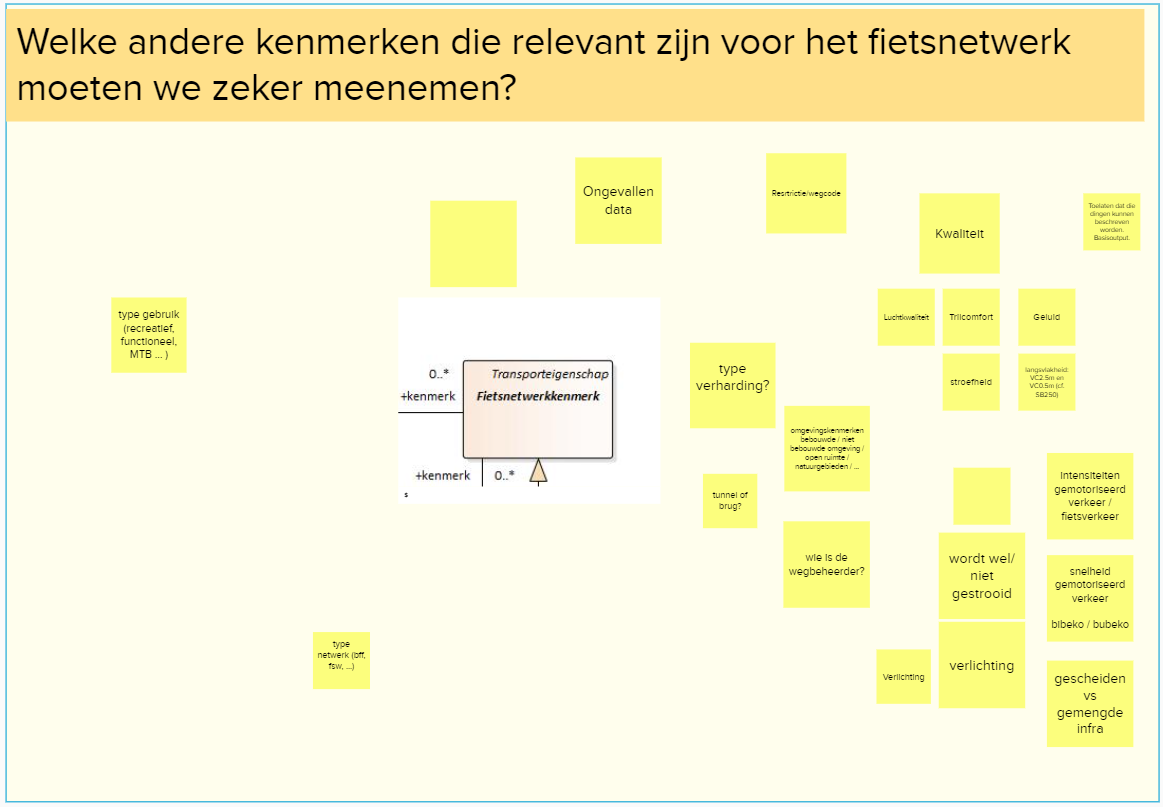 Welke andere kenmerken die relevant zijn voor het fietsnetwerk
moeten we zeker meenemen?
Ongevallen
data
Resrtrictie/wegcode
Kwaliteit
Toelaten dat die
dingen kunnen
beschreven
worden.
Basisoutput.
type gebruik
(recreatief,
functioneel,
MTB ... )
Luchtkwaliteit
Trilcomfort
Geluid
0..*
+kenmerk
Transporteigenschap
Fietsnetwerkkenmerk
+kenmerk
0..*
s
type
verharding?
stroefheid
langsvlakheid:
VC2.5m en
VC0.5m (cf.
SB250)
omgevingskenmerken
bebouwde / niet
bebouwde omgeving /
open ruimte /
natuurgebieden / ...
tunnel of
brug?
Intensiteiten
gemotoriseerd
verkeer /
fietsverkeer
wie is de
wegbeheerder?
wordt wel/
niet
gestrooid
snelheid
gemotoriseerd
verkeer
bibeko / bubeko
type
netwerk (bff,
fsw, ...)
Verlichting
verlichting
gescheiden
vs
gemengde
infra